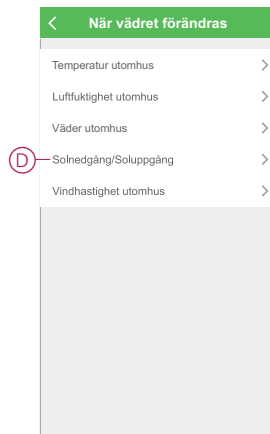 När vädret förändras
Temperatur utomhus
Luftfuktighet utomhus
Väder utomhus
D
Solnedgång/Soluppgång
Vindhastighet utomhus